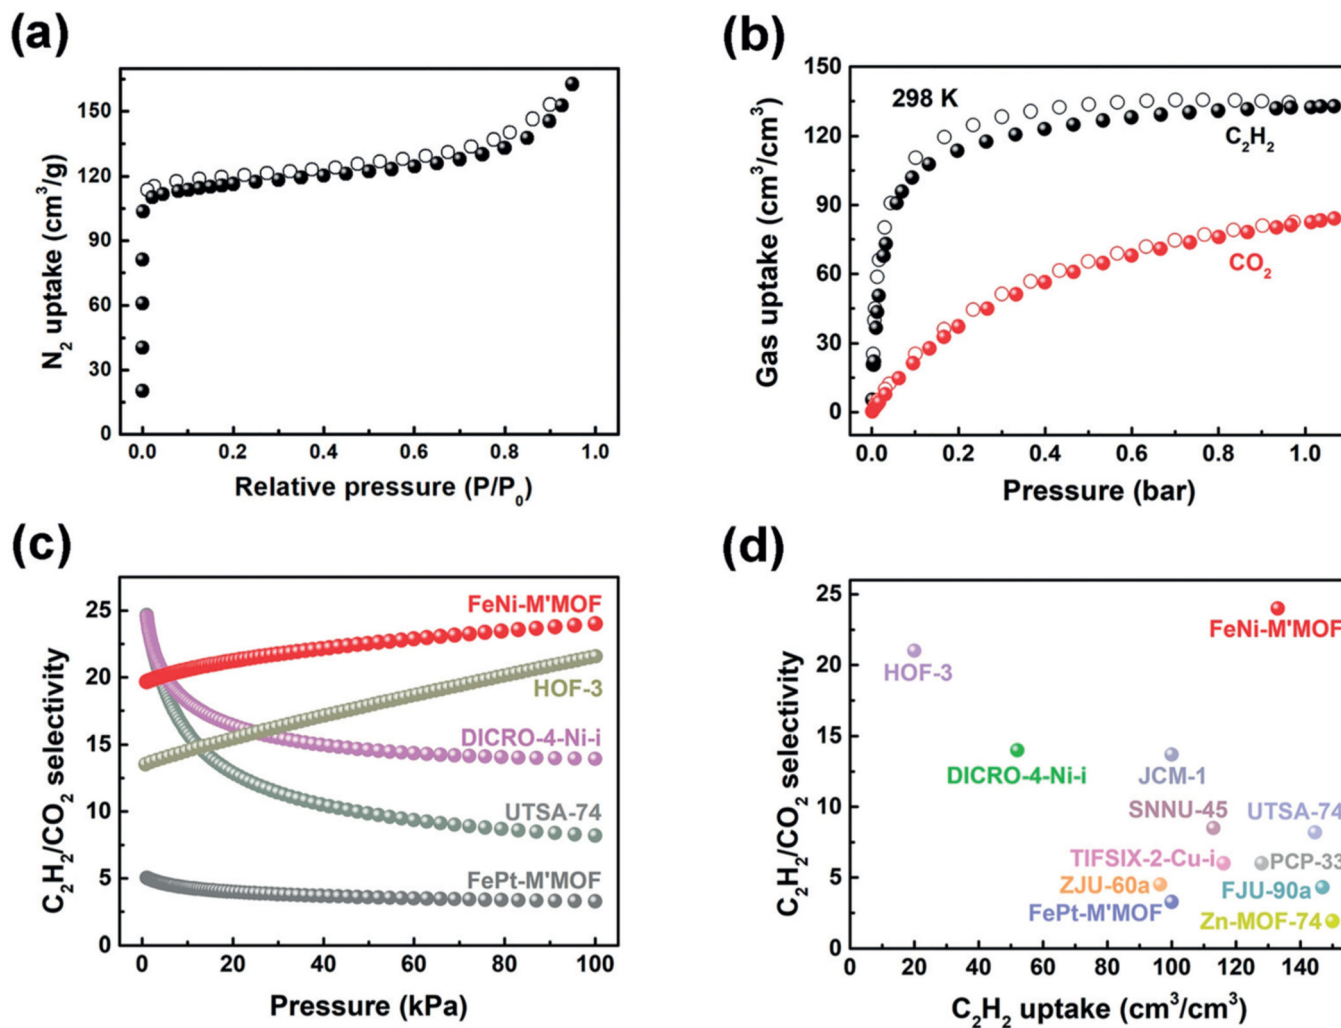 (a)
150
120
90
60
30
0
N₂ uptake (cm³/g)
0.0 0.2 0.4 0.6 0.8 1.0
Relative pressure (P/P₀)
(b)
150
120
90
60
30
0
Gas uptake (cm³/cm³)
298 K
C₂H₂
CO₂
0.0 0.2 0.4 0.6 0.8 1.0
Pressure (bar)
(c)
25
20
15
10
5
0
C₂H₂/CO₂ selectivity
FeNi-M'MOF
HOF-3
DICRO-4-Ni-i
UTSA-74
FePt-M'MOF
0 20 40 60 80 100
Pressure (kPa)
(d)
25
20
15
10
5
0
C₂H₂/CO₂ selectivity
FeNi-M'MOF
HOF-3
DICRO-4-Ni-i
JCM-1
SNNU-45
UTSA-74
TIFSIX-2-Cu-i
PCP-33
ZJU-60a
FJU-90a
FePt-M'MOF
Zn-MOF-74
0 20 40 60 80 100 120 140
C₂H₂ uptake (cm³/cm³)